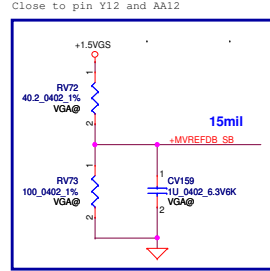 Close to pin Y12 and AA12
+1.5VGS
1
RV72
40.2_0402_1%
VGA@
2
15mil
+MVREFDB_SB
1
RV73
100_0402_1%
VGA@
2
1
CV159
1U_0402_6.3V6K
VGA@
2